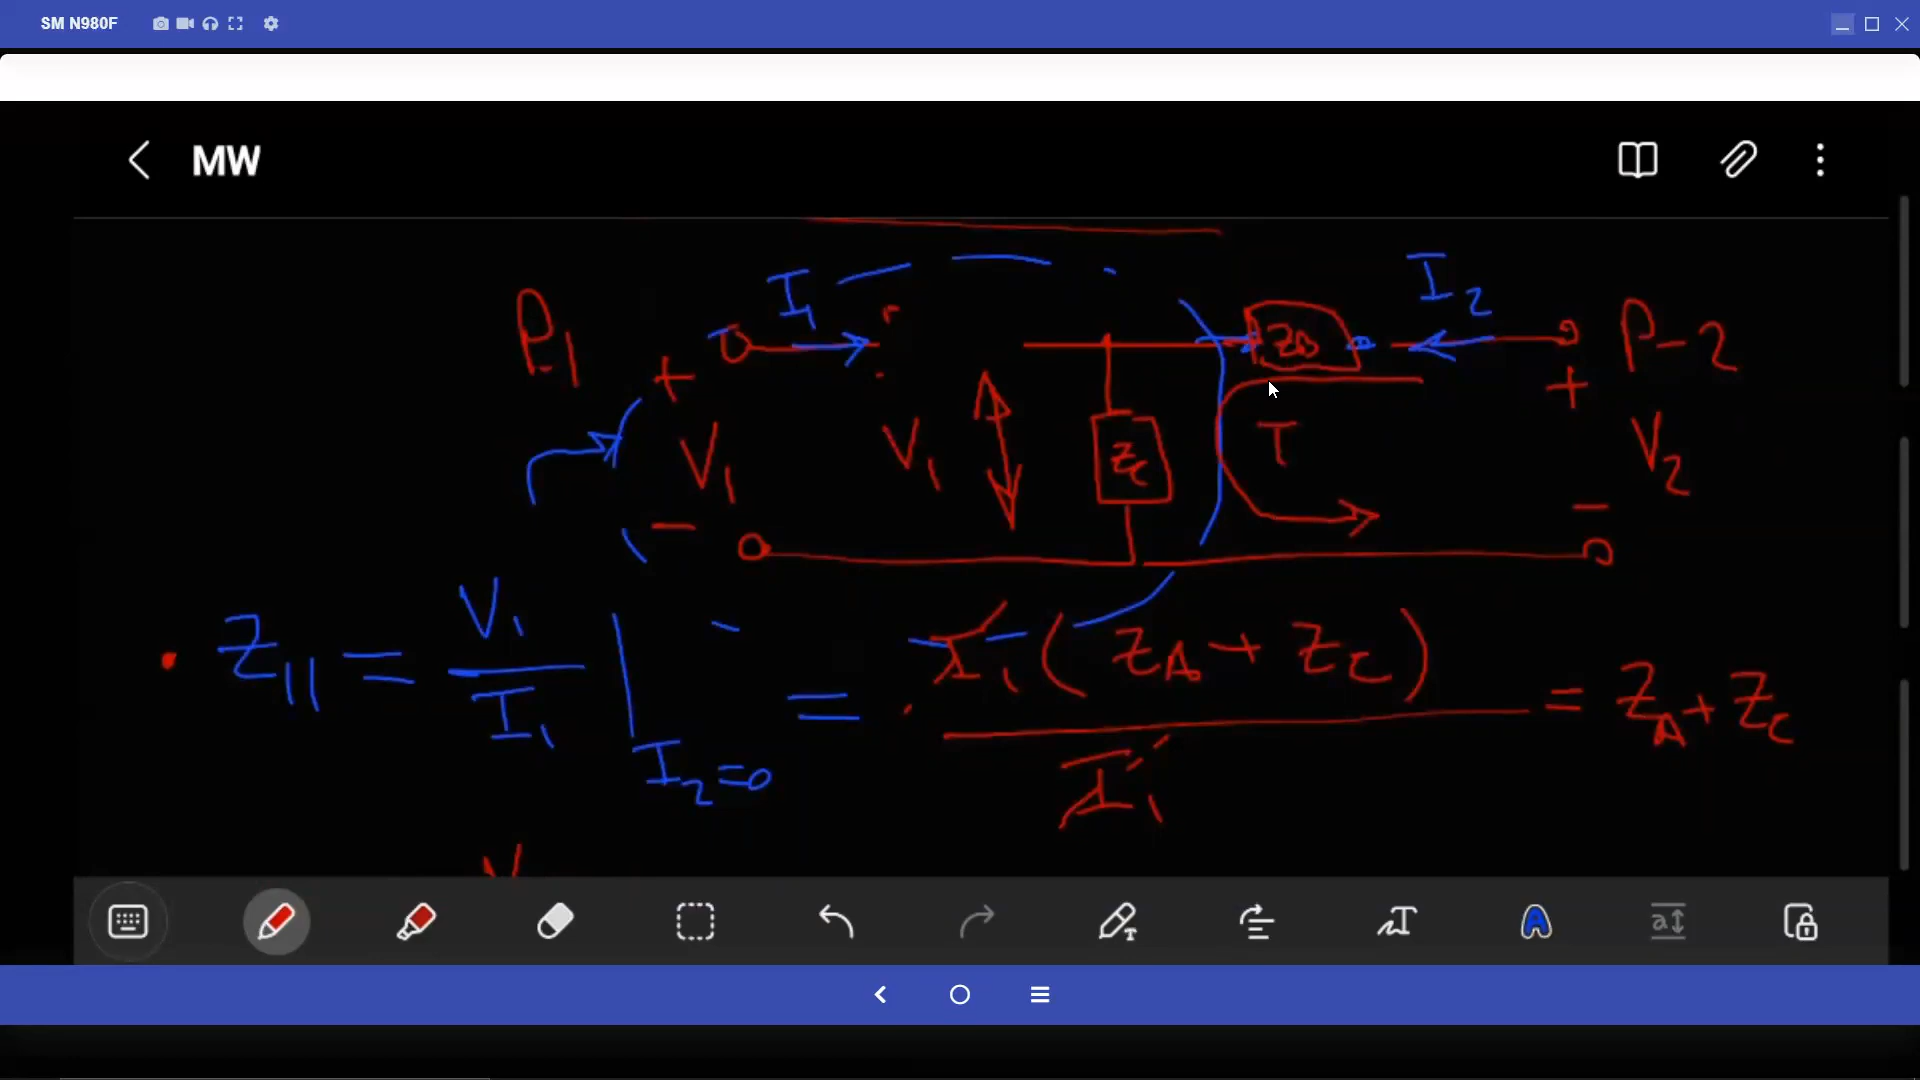 SM N980F
MW
I1 I2
P1 + ZB P-2
+
V1 V1 ZC T V2
- -
Z11 = V1 / I1 | I2=0 = I1 ( ZA + ZC ) / I1 = ZA + ZC
V